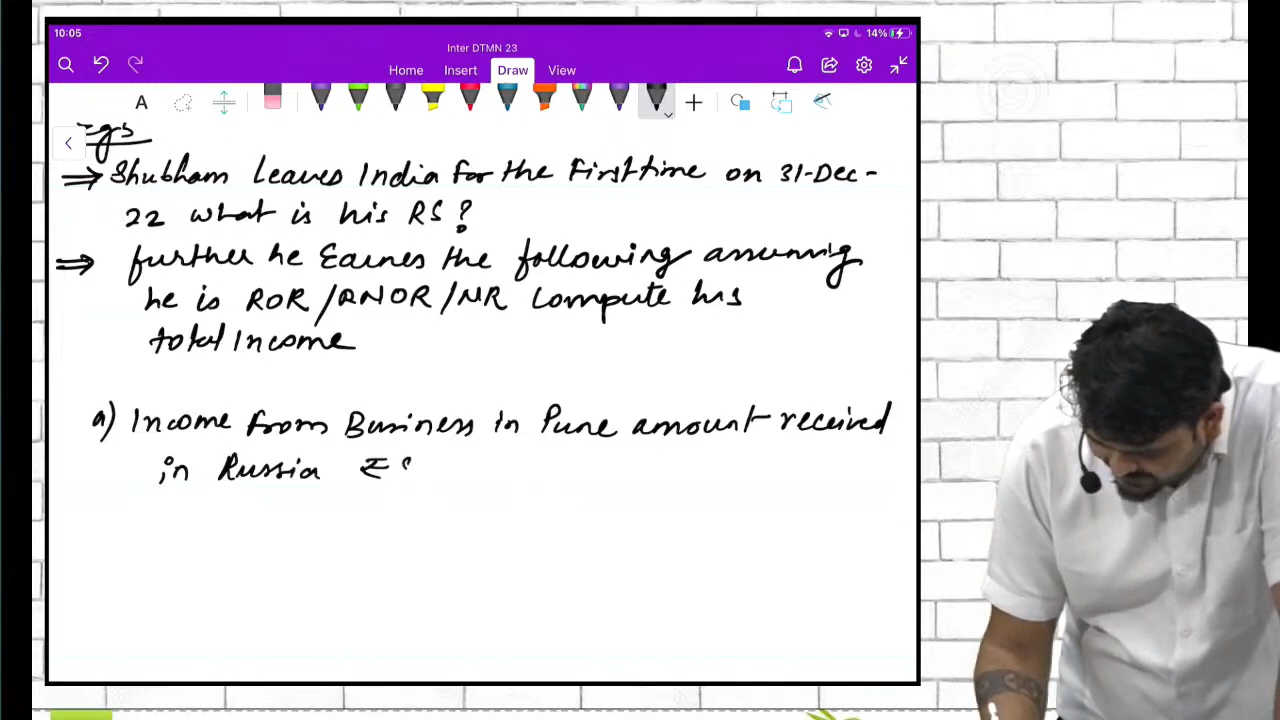 10:05
14%
Inter DTMN 23
Home Insert Draw View
A
Egs
⇒ Shubham Leaves India for the First time on 31-Dec-
22 what is his RS?
⇒ further he Earnes the following assuming
he is ROR/RNOR/NR Compute his
total Income
a) Income from Business in Pune amount received
in Russia ₹